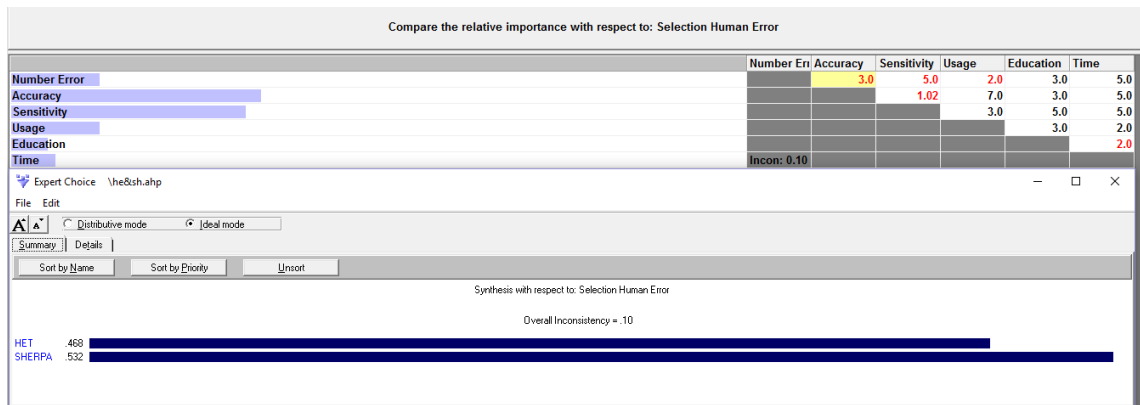 Compare the relative importance with respect to: Selection Human Error
Number Err Accuracy Sensitivity Usage Education Time
Number Error 3.0 5.0 2.0 3.0 5.0
Accuracy 1.02 7.0 3.0 5.0
Sensitivity 3.0 5.0 5.0
Usage 3.0 2.0
Education 2.0
Time Incon: 0.10
Expert Choice \he&sh.ahp
File Edit
A A Distributive mode Ideal mode
Summary Details
Sort by Name Sort by Priority Unsort
Synthesis with respect to: Selection Human Error
Overall Inconsistency = .10
HET .468
SHERPA .532